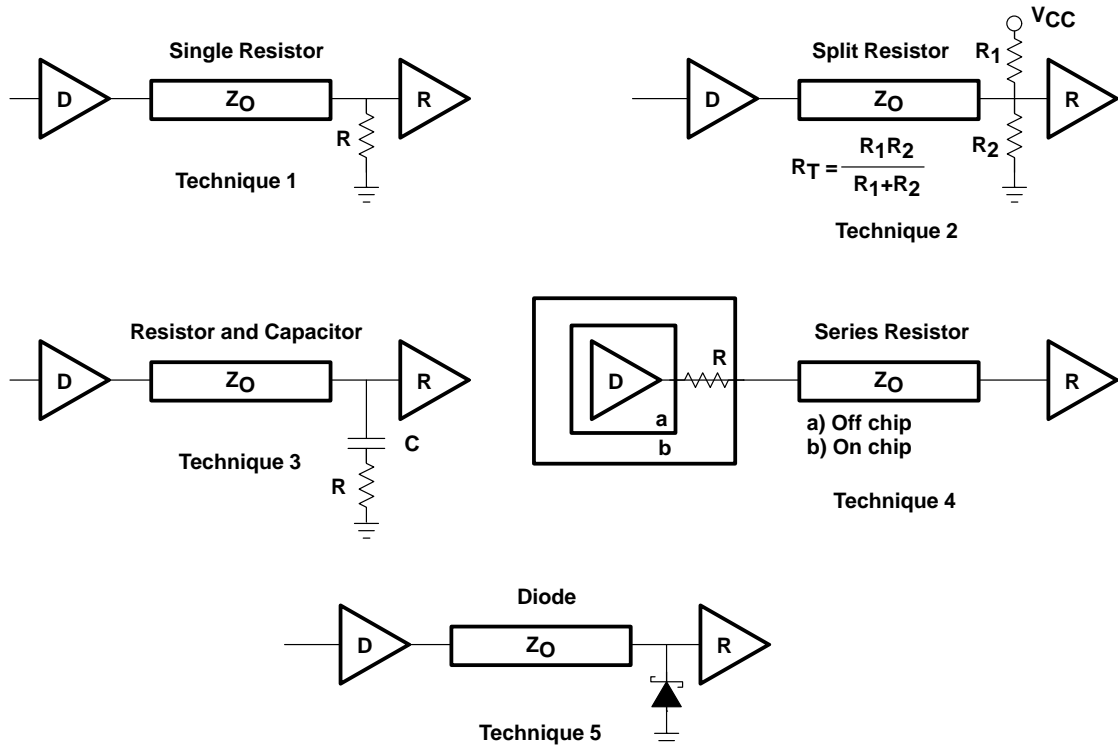 Single Resistor
D
ZO
R
R
Technique 1
VCC
Split Resistor
R1
D
ZO
R
R2
RT = R1R2
R1+R2
Technique 2
Resistor and Capacitor
D
ZO
R
C
R
Technique 3
Series Resistor
R
D
ZO
R
a
b
a) Off chip
b) On chip
Technique 4
Diode
D
ZO
R
Technique 5